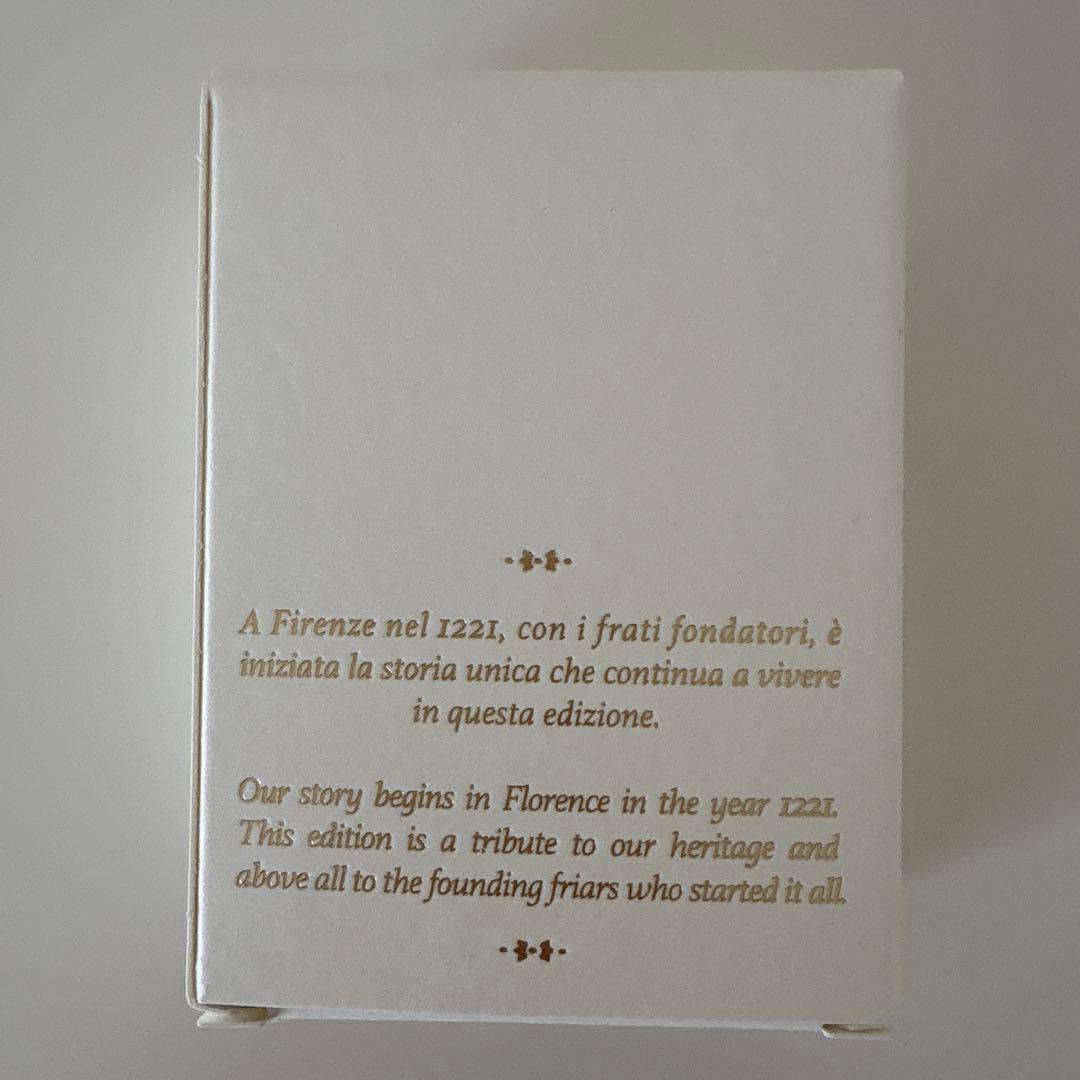 A Firenze nel 1221, con i frati fondatori, è
iniziata la storia unica che continua a vivere
in questa edizione.
Our story begins in Florence in the year 1221.
This edition is a tribute to our heritage and
above all to the founding friars who started it all.